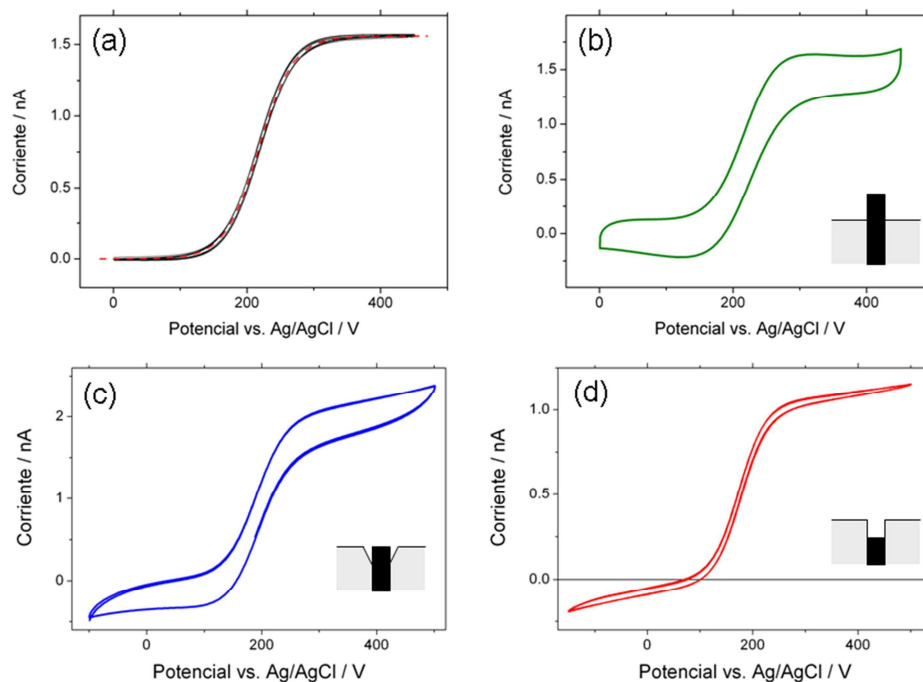 (a)
Corriente / nA
1.5
1.0
0.5
0.0
0
200
400
Potencial vs. Ag/AgCl / V
(b)
Corriente / nA
1.5
1.0
0.5
0.0
0
200
400
Potencial vs. Ag/AgCl / V
(c)
Corriente / nA
2
1
0
0
200
400
Potencial vs. Ag/AgCl / V
(d)
Corriente / nA
1.0
0.5
0.0
0
200
400
Potencial vs. Ag/AgCl / V